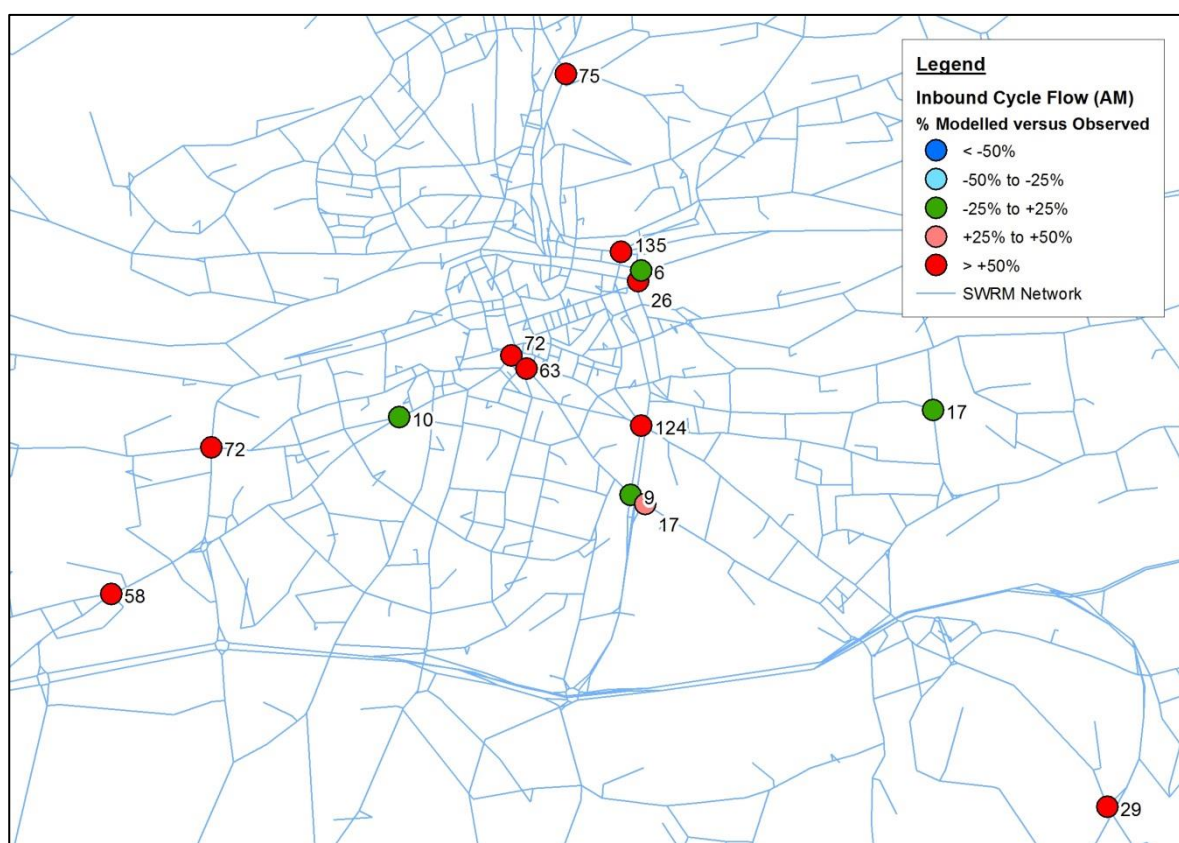 75
Legend
Inbound Cycle Flow (AM)
% Modelled versus Observed
< -50%
-50% to -25%
-25% to +25%
+25% to +50%
> +50%
SWRM Network
135
6
26
72
63
10
17
124
72
9
17
58
29